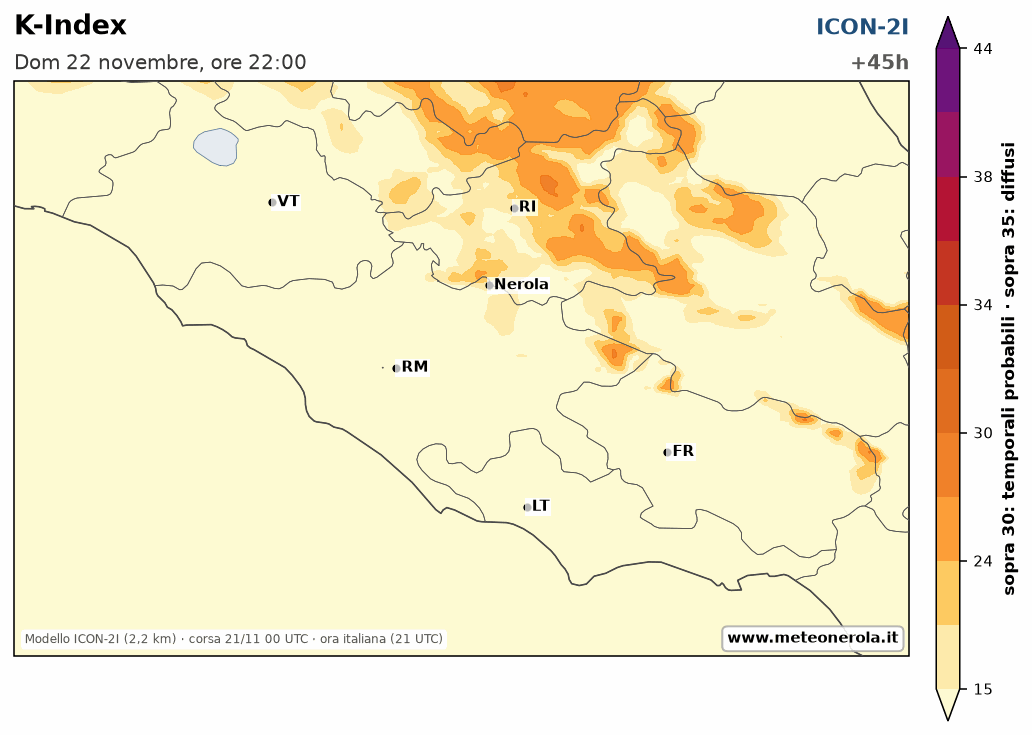 K-Index
ICON-2I
Dom 22 novembre, ore 22:00
+45h
44
38
34
30
24
15
sopra 30: temporali probabili · sopra 35: diffusi
VT
RI
Nerola
RM
FR
LT
Modello ICON-2I (2,2 km) · corsa 21/11 00 UTC · ora italiana (21 UTC)
www.meteonerola.it